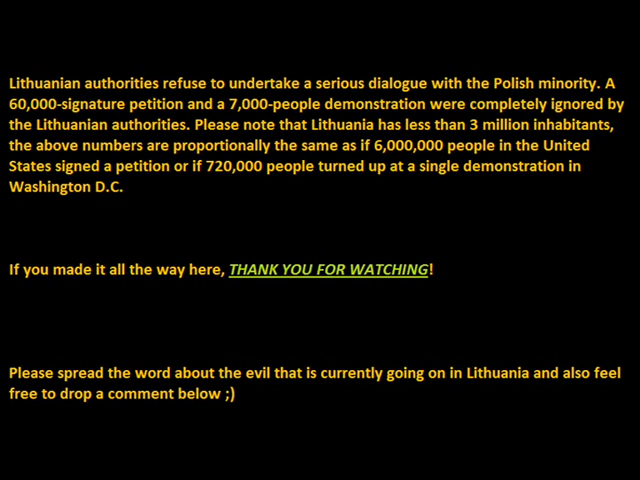 Lithuanian authorities refuse to undertake a serious dialogue with the Polish minority. A
60,000-signature petition and a 7,000-people demonstration were completely ignored by
the Lithuanian authorities. Please note that Lithuania has less than 3 million inhabitants,
the above numbers are proportionally the same as if 6,000,000 people in the United
States signed a petition or if 720,000 people turned up at a single demonstration in
Washington D.C.
If you made it all the way here, THANK YOU FOR WATCHING!
Please spread the word about the evil that is currently going on in Lithuania and also feel
free to drop a comment below ;)